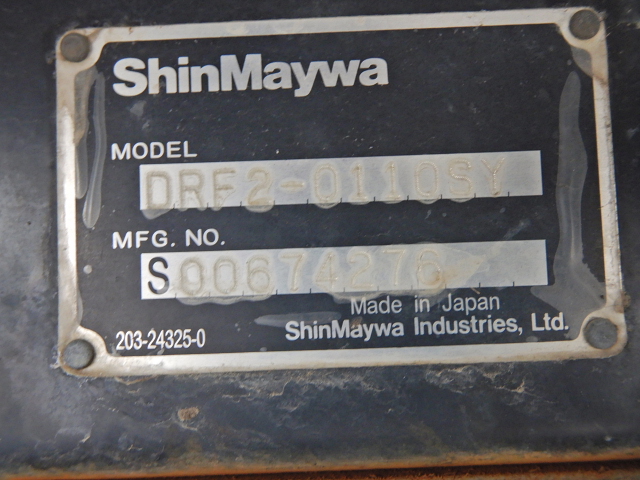 ShinMaywa
MODEL
DRF2-0110SY
MFG. NO.
S00674276
Made in Japan
203-24325-0
ShinMaywa Industries, Ltd.